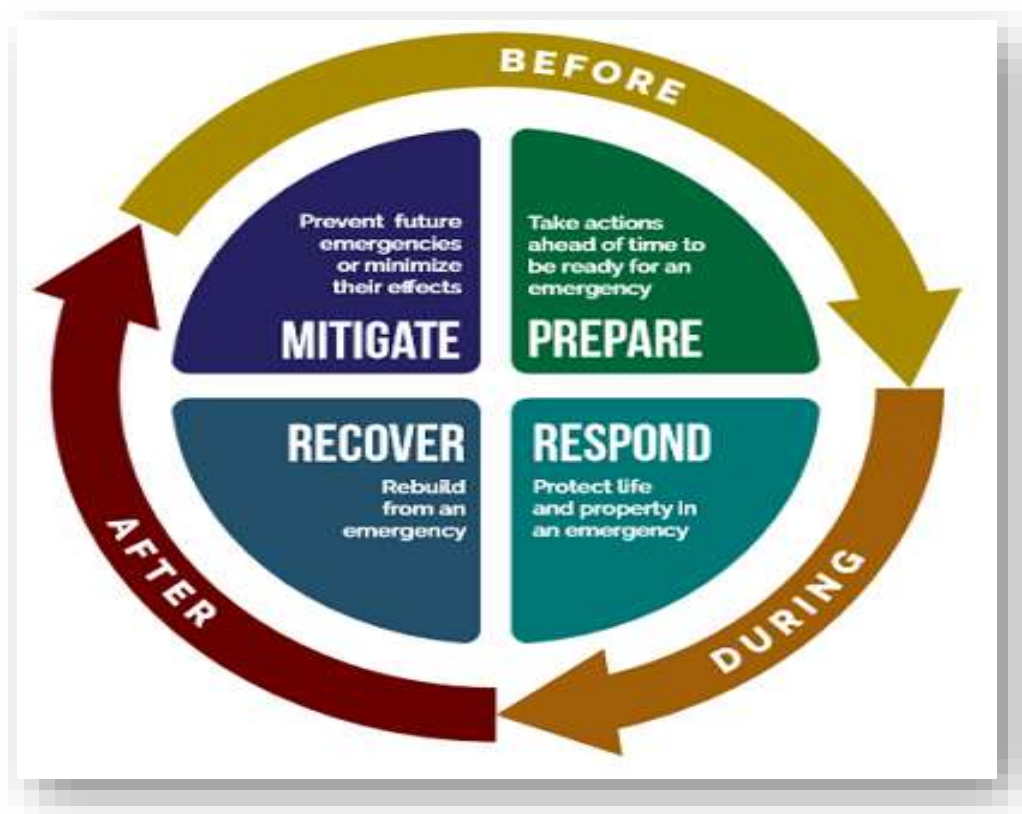 BEFORE
Prevent future
emergencies
or minimize
their effects
MITIGATE
Take actions
ahead of time to
be ready for an
emergency
PREPARE
RECOVER
Rebuild
from an
emergency
RESPOND
Protect life
and property in
an emergency
AFTER
DURING